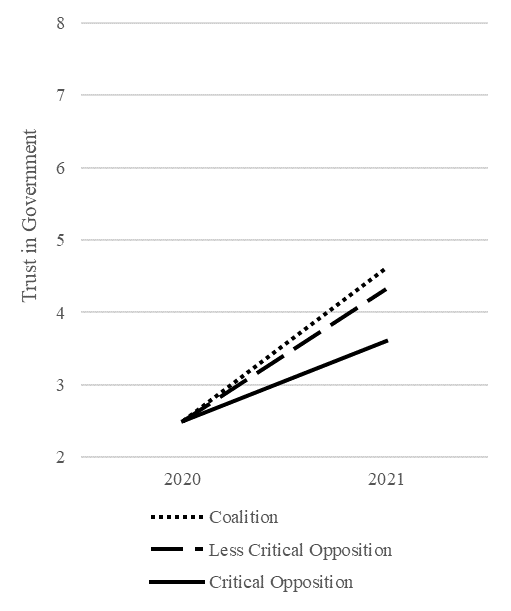 8
7
6
5
4
3
2
Trust in Government
2020
2021
Coalition
Less Critical Opposition
Critical Opposition